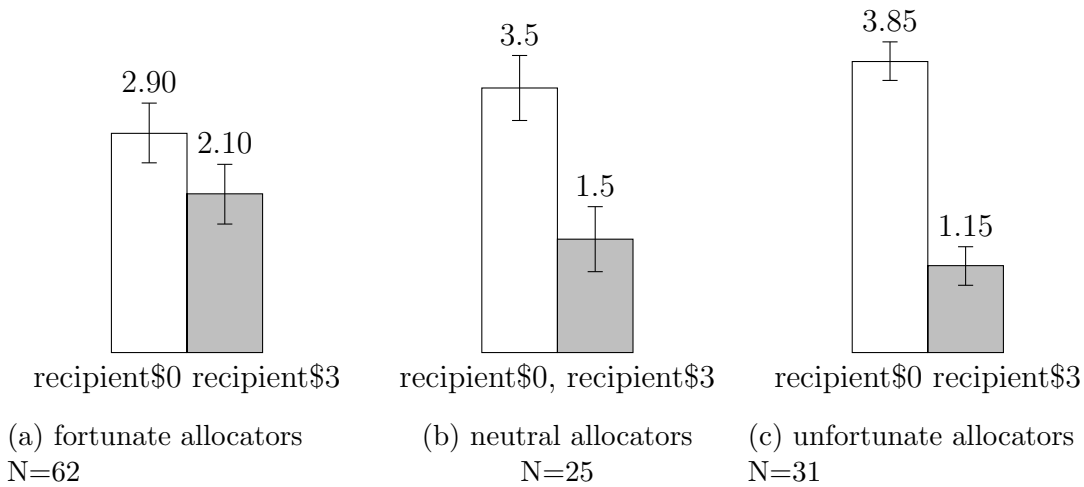 2.90
2.10
recipient$0 recipient$3
(a) fortunate allocators
N=62
3.5
1.5
recipient$0, recipient$3
(b) neutral allocators
N=25
3.85
1.15
recipient$0 recipient$3
(c) unfortunate allocators
N=31